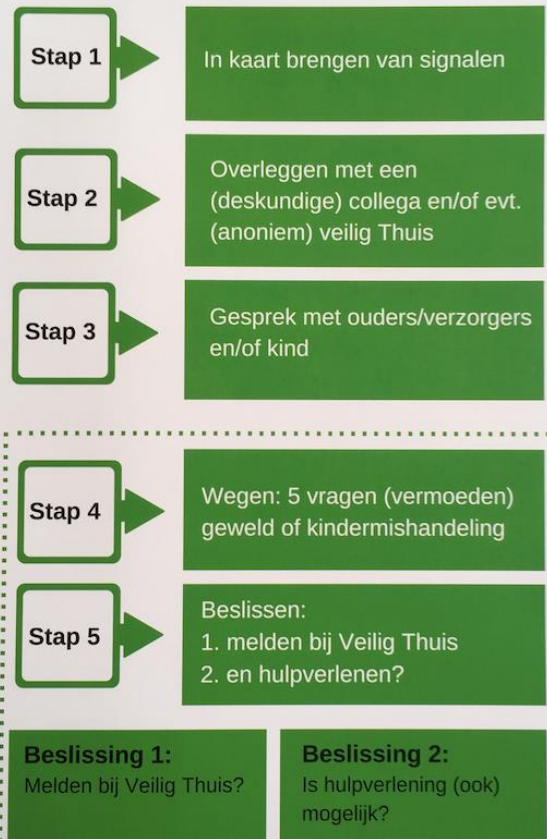 Stap 1
In kaart brengen van signalen
Stap 2
Overleggen met een
(deskundige) collega en/of evt.
(anoniem) veilig Thuis
Stap 3
Gesprek met ouders/verzorgers
en/of kind
Stap 4
Wegen: 5 vragen (vermoeden)
geweld of kindermishandeling
Stap 5
Beslissen:
1. melden bij Veilig Thuis
2. en hulpverlenen?
Beslissing 1:
Melden bij Veilig Thuis?
Beslissing 2:
Is hulpverlening (ook)
mogelijk?